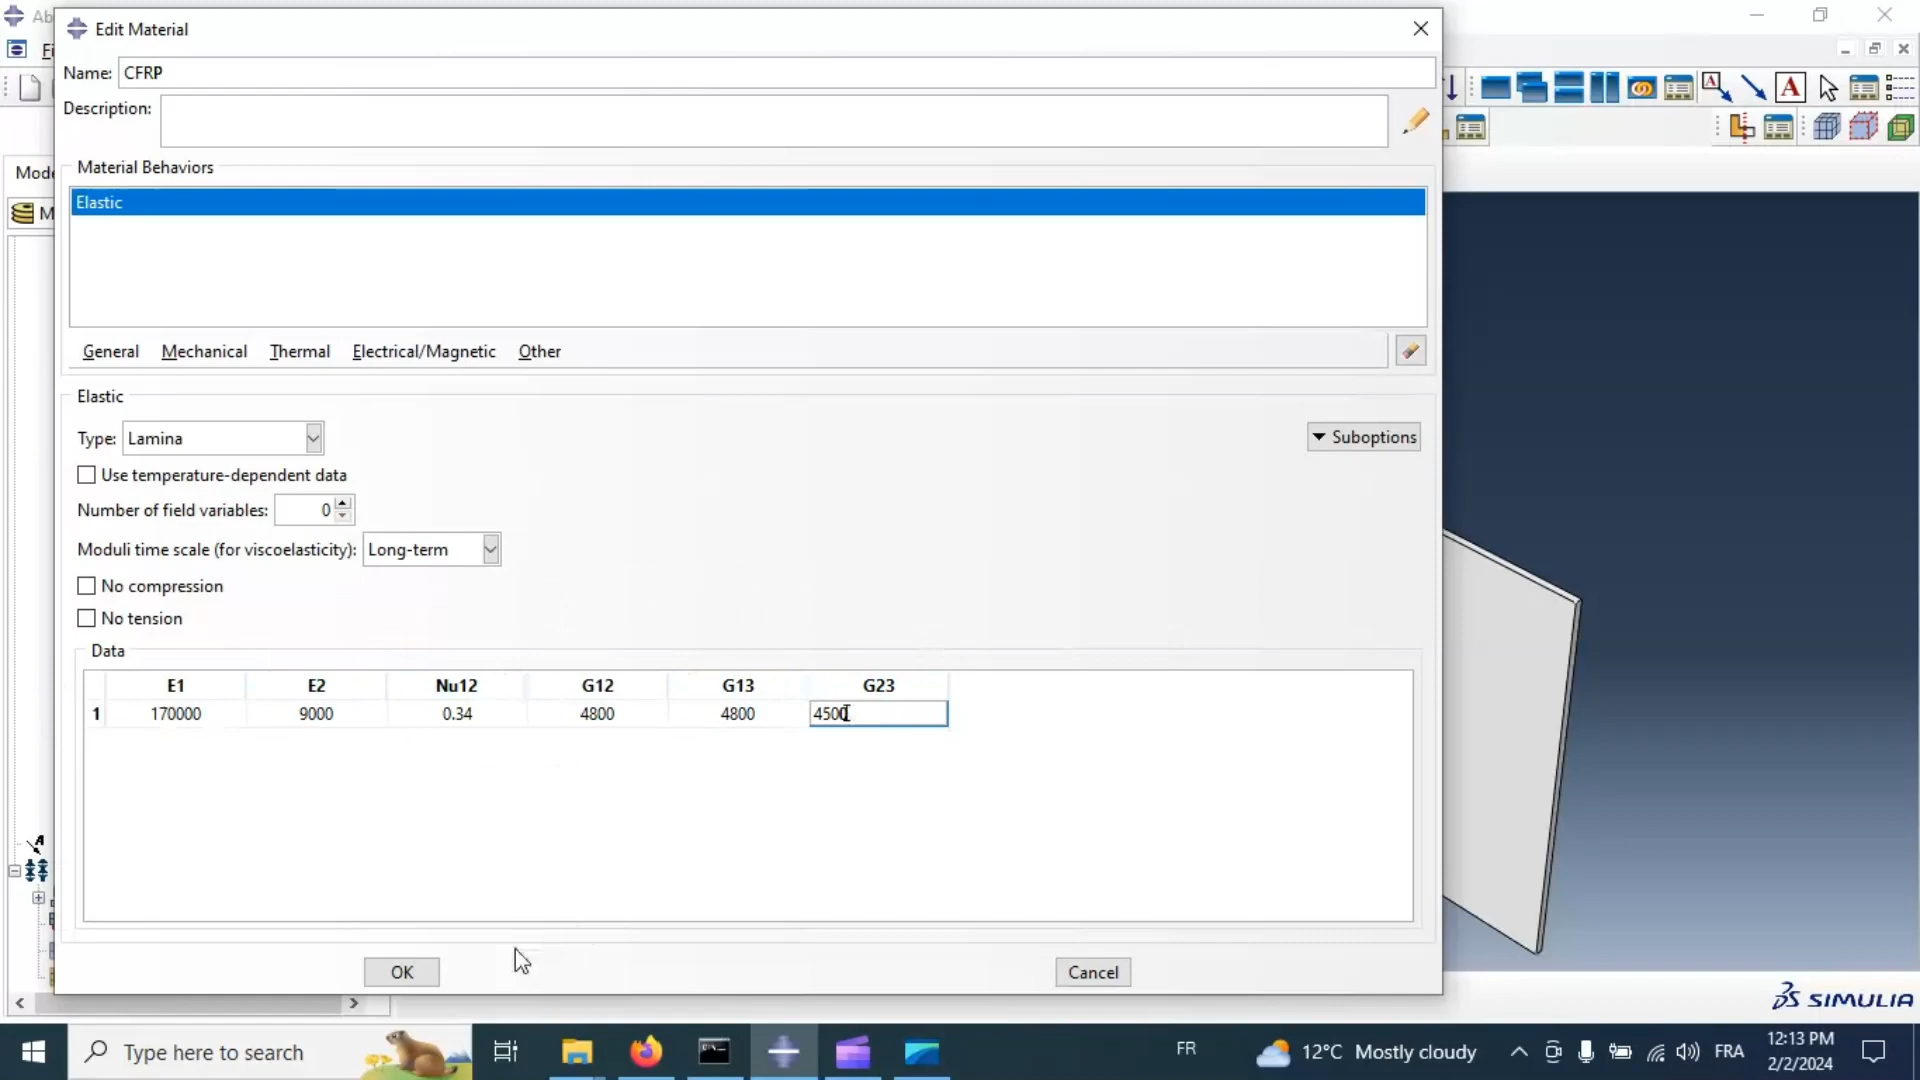 Ab
Edit Material
Fi
Name: CFRP
Description:
A
A
Mode
Material Behaviors
Elastic
M
General Mechanical Thermal Electrical/Magnetic Other
Elastic
Type: Lamina
Suboptions
Use temperature-dependent data
Number of field variables: 0
Moduli time scale (for viscoelasticity): Long-term
No compression
No tension
Data
E1 E2 Nu12 G12 G13 G23
1 170000 9000 0.34 4800 4800 4500
A
OK Cancel
SIMULIA
Type here to search
FR
12°C Mostly cloudy
FRA
12:13 PM
2/2/2024